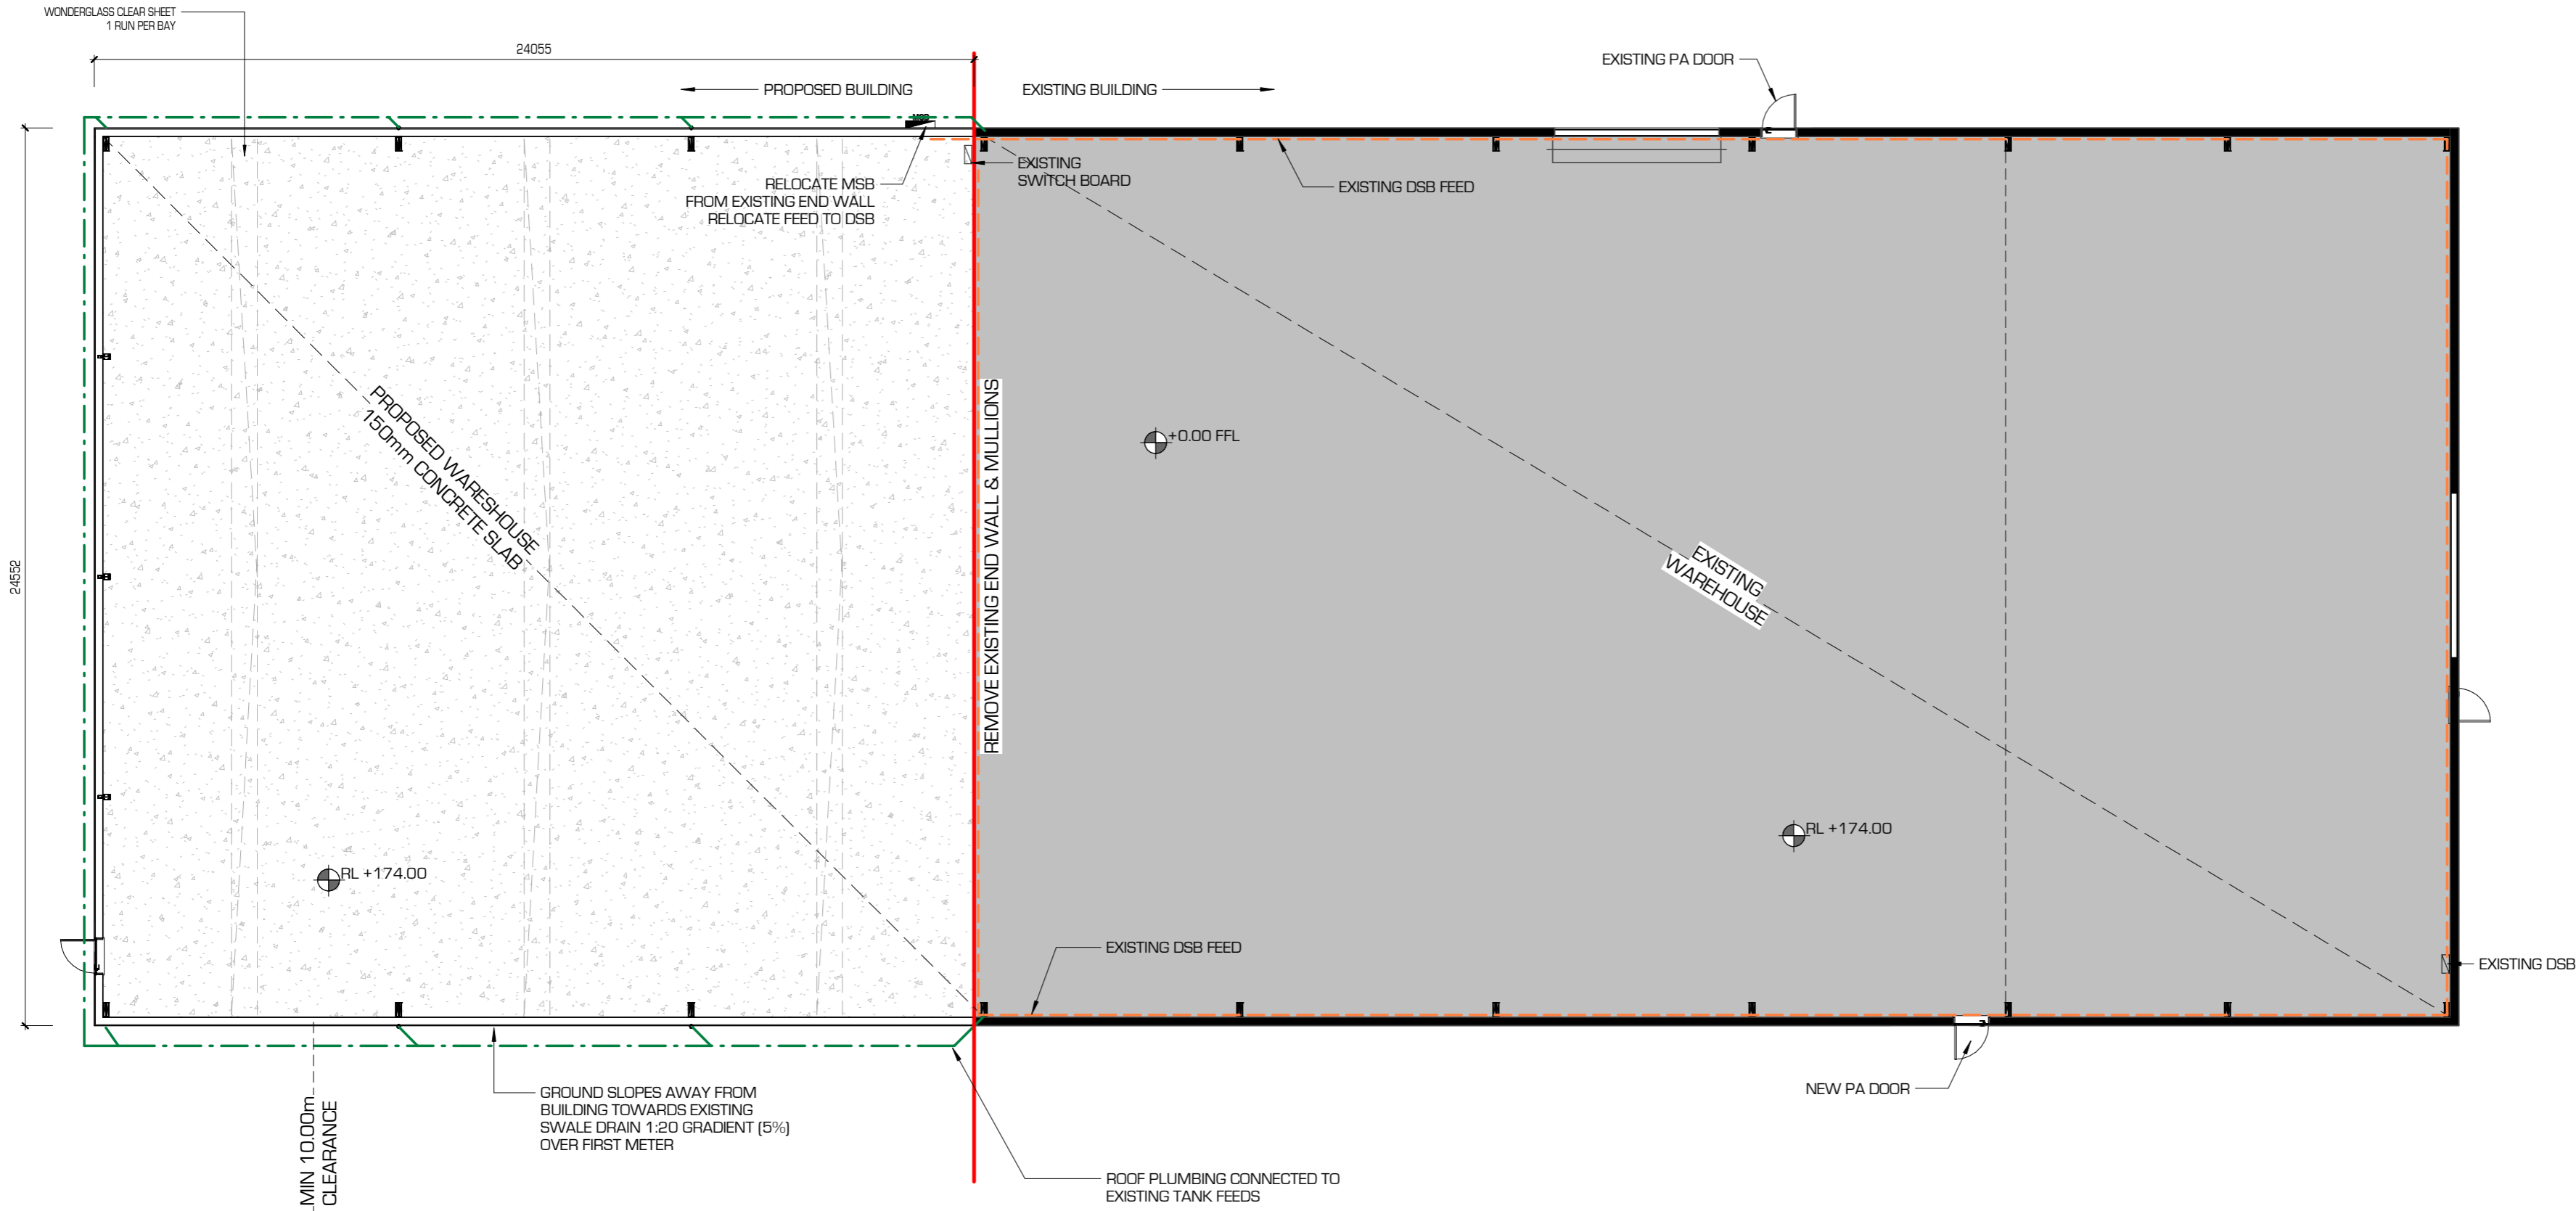 WONDERGLASS CLEAR SHEET
1 RUN PER BAY
24055
EXISTING PA DOOR
PROPOSED BUILDING
EXISTING BUILDING
MSB
EXISTING
SWITCH BOARD
RELOCATE MSB
FROM EXISTING END WALL
RELOCATE FEED TO DSB
EXISTING DSB FEED
PROPOSED WARESHOUSE
150mm CONCRETE SLAB
REMOVE EXISTING END WALL & MULLIONS
+0.00 FFL
EXISTING
WAREHOUSE
24552
RL +174.00
RL +174.00
EXISTING DSB FEED
EXISTING DSB
NEW PA DOOR
GROUND SLOPES AWAY FROM
BUILDING TOWARDS EXISTING
SWALE DRAIN 1:20 GRADIENT (5%)
OVER FIRST METER
MIN 10.00m
CLEARANCE
ROOF PLUMBING CONNECTED TO
EXISTING TANK FEEDS